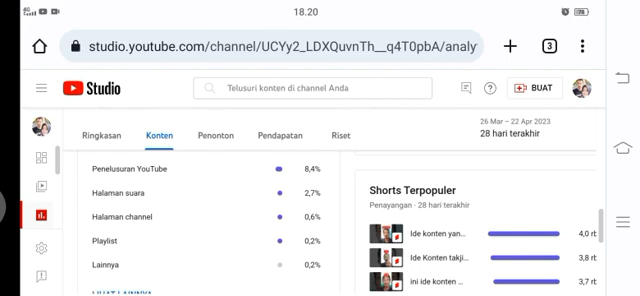 18.20
studio.youtube.com/channel/UCYy2_LDXQuvnTh__q4T0pbA/analy
3
Studio
Telusuri konten di channel Anda
BUAT
Ringkasan
Konten
Penonton
Pendapatan
Riset
26 Mar – 22 Apr 2023
28 hari terakhir
Penelusuran YouTube 8,4%
Halaman suara 2,7%
Halaman channel 0,6%
Playlist 0,2%
Lainnya 0,2%
LIHAT LAINNYA
Shorts Terpopuler
Penayangan · 28 hari terakhir
Ide konten yan... 4,0 rb
Ide Konten takji... 3,8 rb
ini ide konten ... 3,7 rb